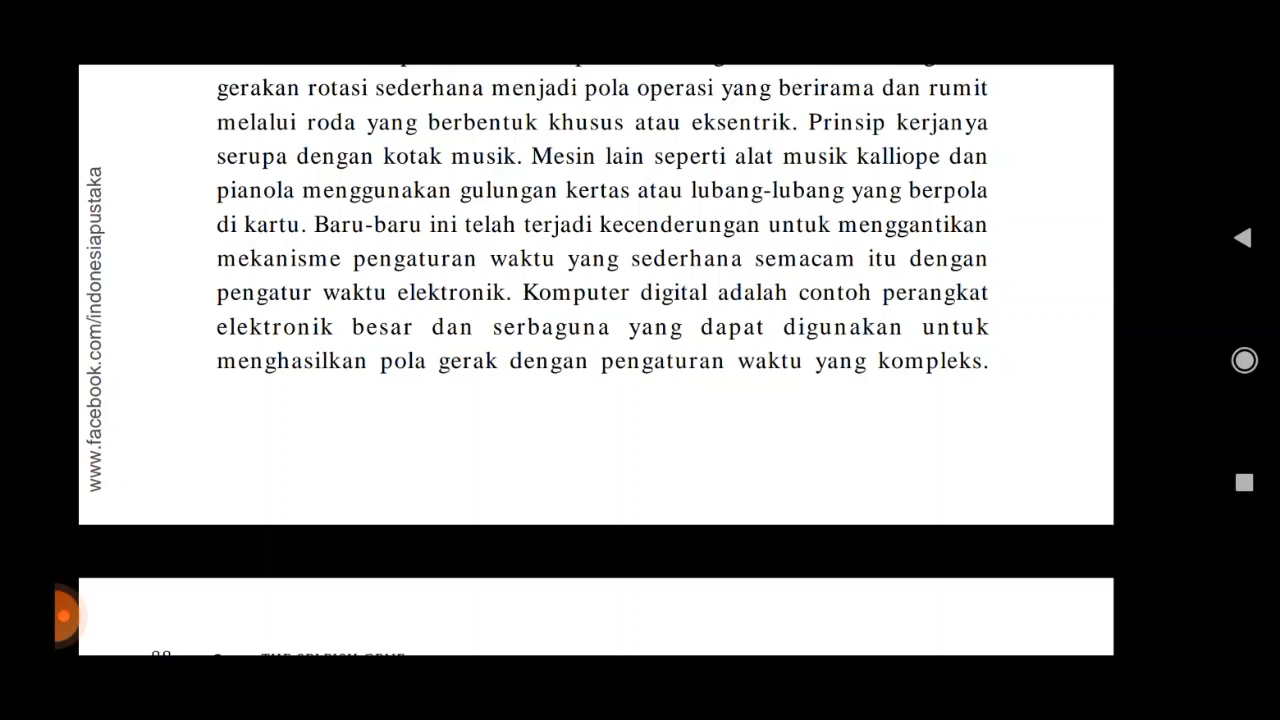 gerakan rotasi sederhana menjadi pola operasi yang berirama dan rumit
melalui roda yang berbentuk khusus atau eksentrik. Prinsip kerjanya
serupa dengan kotak musik. Mesin lain seperti alat musik kalliope dan
pianola menggunakan gulungan kertas atau lubang-lubang yang berpola
di kartu. Baru-baru ini telah terjadi kecenderungan untuk menggantikan
mekanisme pengaturan waktu yang sederhana semacam itu dengan
pengatur waktu elektronik. Komputer digital adalah contoh perangkat
elektronik besar dan serbaguna yang dapat digunakan untuk
menghasilkan pola gerak dengan pengaturan waktu yang kompleks.
www.facebook.com/indonesiapustaka